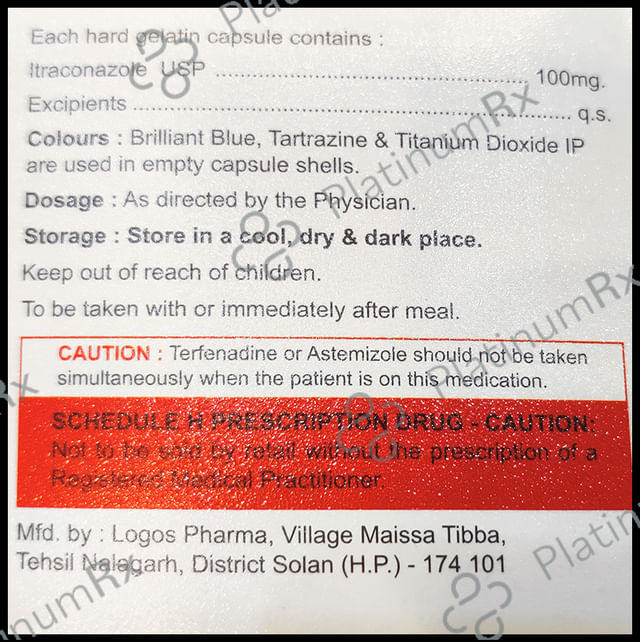 Each hard gelatin capsule contains :
Itraconazole USP ................................................ 100mg.
Excipients .................................................................. q.s.
Colours : Brilliant Blue, Tartrazine & Titanium Dioxide IP
are used in empty capsule shells.
Dosage : As directed by the Physician.
Storage : Store in a cool, dry & dark place.
Keep out of reach of children.
To be taken with or immediately after meal.
CAUTION : Terfenadine or Astemizole should not be taken
simultaneously when the patient is on this medication.
SCHEDULE H PRESCRIPTION DRUG - CAUTION:
Not to be sold by retail without the prescription of a
Registered Medical Practitioner.
Mfd. by : Logos Pharma, Village Maissa Tibba,
Tehsil Nalagarh, District Solan (H.P.) - 174 101
PlatinumRx
PlatinumRx
PlatinumRx
PlatinumRx